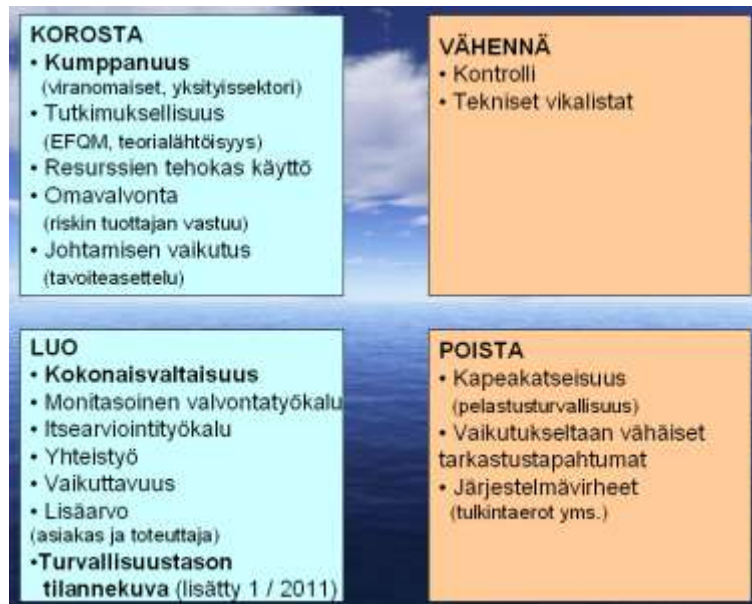 KOROSTA
• Kumppanuus
(viranomaiset, yksityissektori)
• Tutkimuksellisuus
(EFQM, teorialähtöisyys)
• Resurssien tehokas käyttö
• Omavalvonta
(riskin tuottajan vastuu)
• Johtamisen vaikutus
(tavoiteasettelu)
VÄHENNÄ
• Kontrolli
• Tekniset vikalistat
LUO
• Kokonaisvaltaisuus
• Monitasoinen valvontatyökalu
• Itsearviointityökalu
• Yhteistyö
• Vaikuttavuus
• Lisäarvo
(asiakas ja toteuttaja)
•Turvallisuustason
tilannekuva (lisätty 1 / 2011)
POISTA
• Kapeakatseisuus
(pelastusturvallisuus)
• Vaikutukseltaan vähäiset
tarkastustapahtumat
• Järjestelmävirheet
(tulkintaerot yms.)